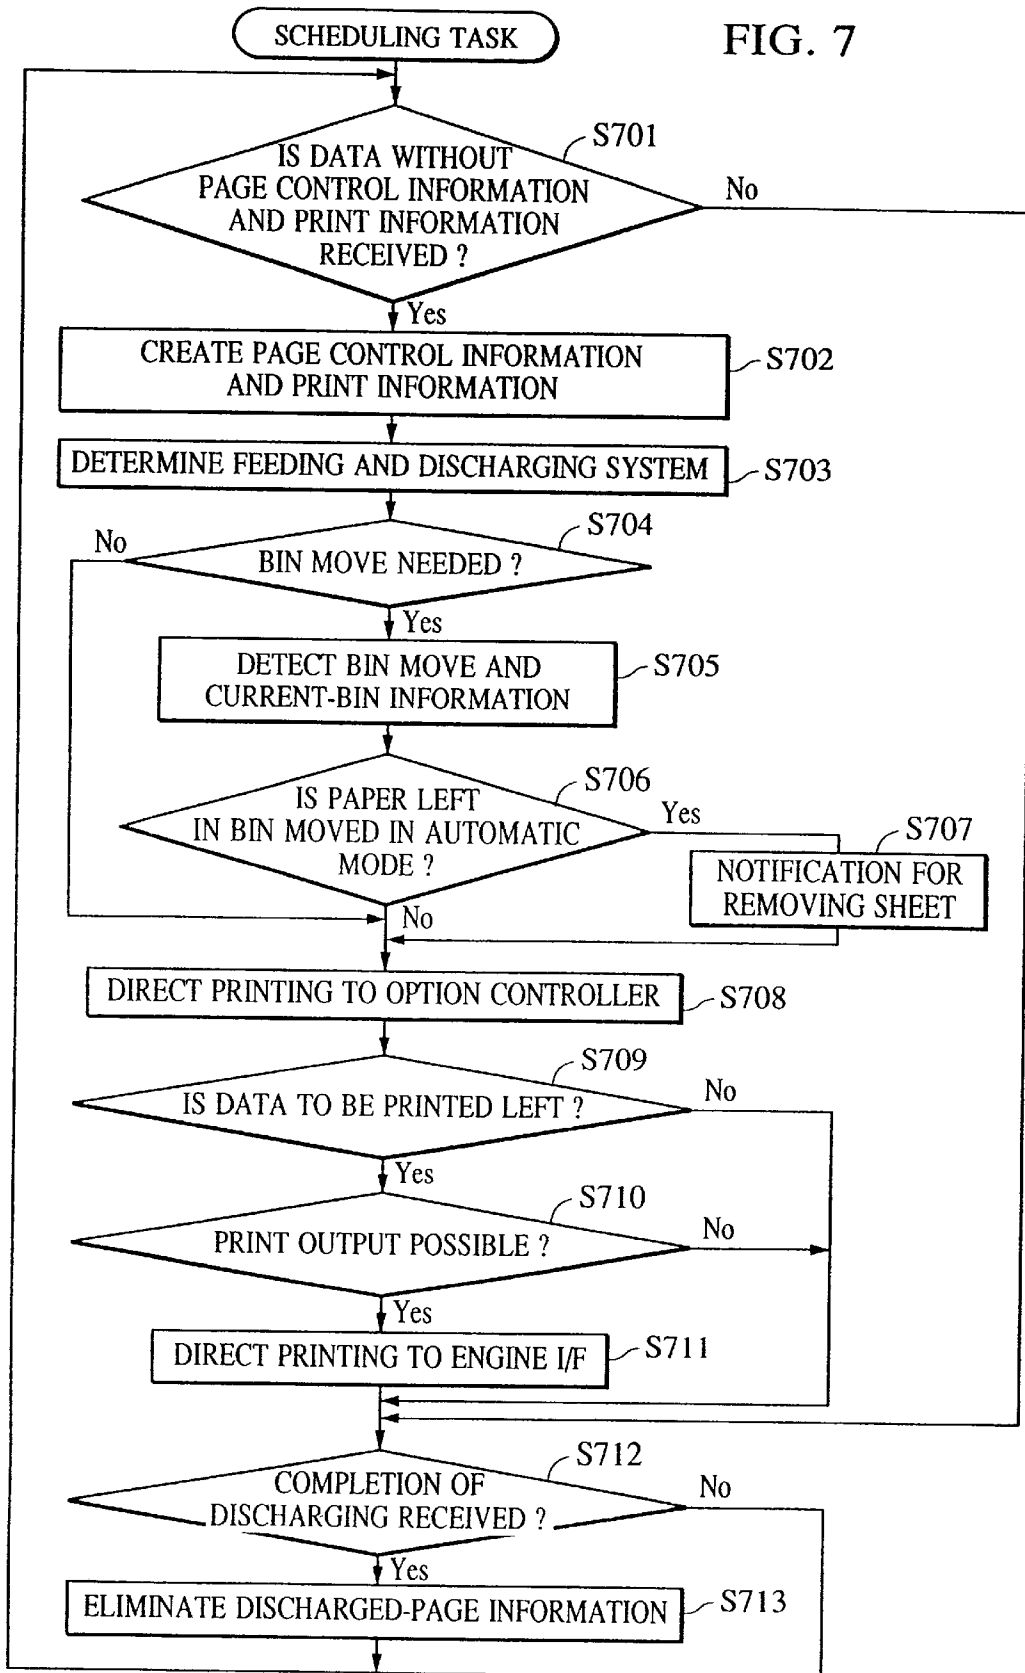 SCHEDULING TASK
FIG. 7
S701
IS DATA WITHOUT
PAGE CONTROL INFORMATION
AND PRINT INFORMATION
RECEIVED ?
No
Yes
CREATE PAGE CONTROL INFORMATION
AND PRINT INFORMATION
S702
DETERMINE FEEDING AND DISCHARGING SYSTEM
S703
S704
No
BIN MOVE NEEDED ?
Yes
DETECT BIN MOVE AND
CURRENT-BIN INFORMATION
S705
S706
IS PAPER LEFT
IN BIN MOVED IN AUTOMATIC
MODE ?
Yes
S707
NOTIFICATION FOR
REMOVING SHEET
No
DIRECT PRINTING TO OPTION CONTROLLER
S708
S709
IS DATA TO BE PRINTED LEFT ?
No
Yes
S710
PRINT OUTPUT POSSIBLE ?
No
Yes
DIRECT PRINTING TO ENGINE I/F
S711
S712
COMPLETION OF
DISCHARGING RECEIVED ?
No
Yes
ELIMINATE DISCHARGED-PAGE INFORMATION
S713